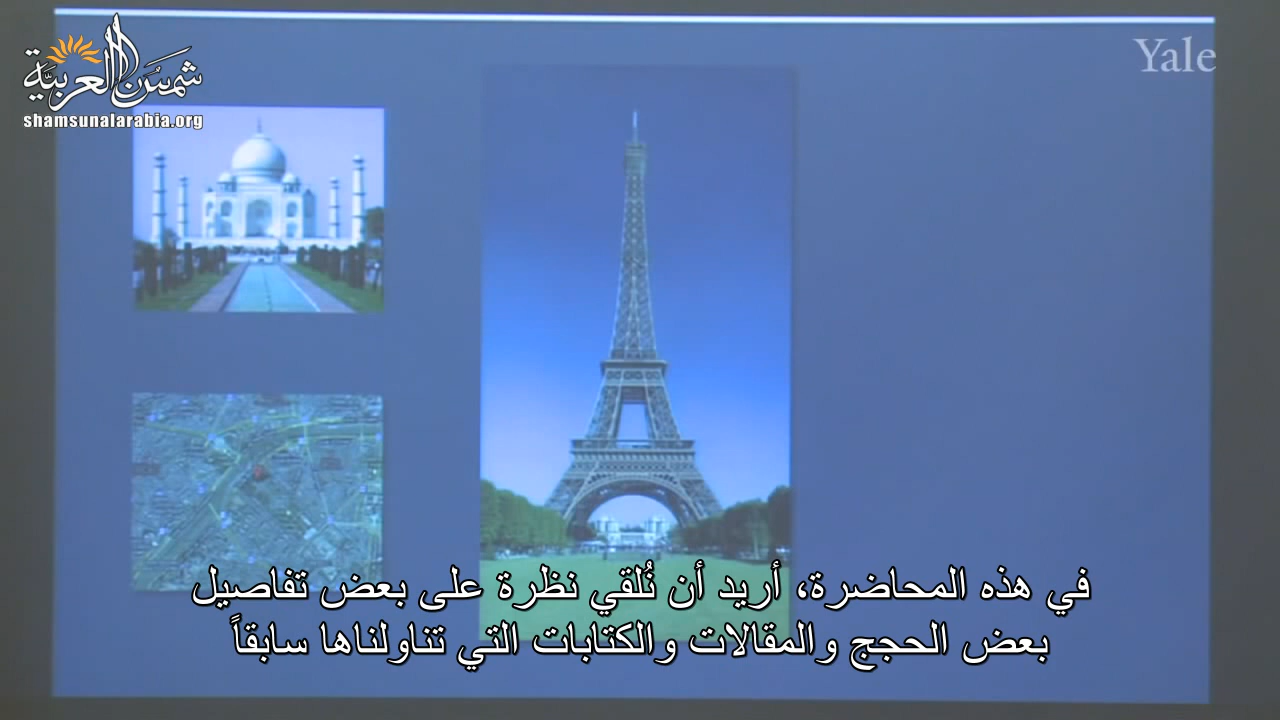 شمسن العربية
shamsunalarabia.org
Yale
في هذه المحاضرة، أريد أن نُلقي نظرة على بعض تفاصيل
بعض الحجج والمقالات والكتابات التي تناولناها سابقاً